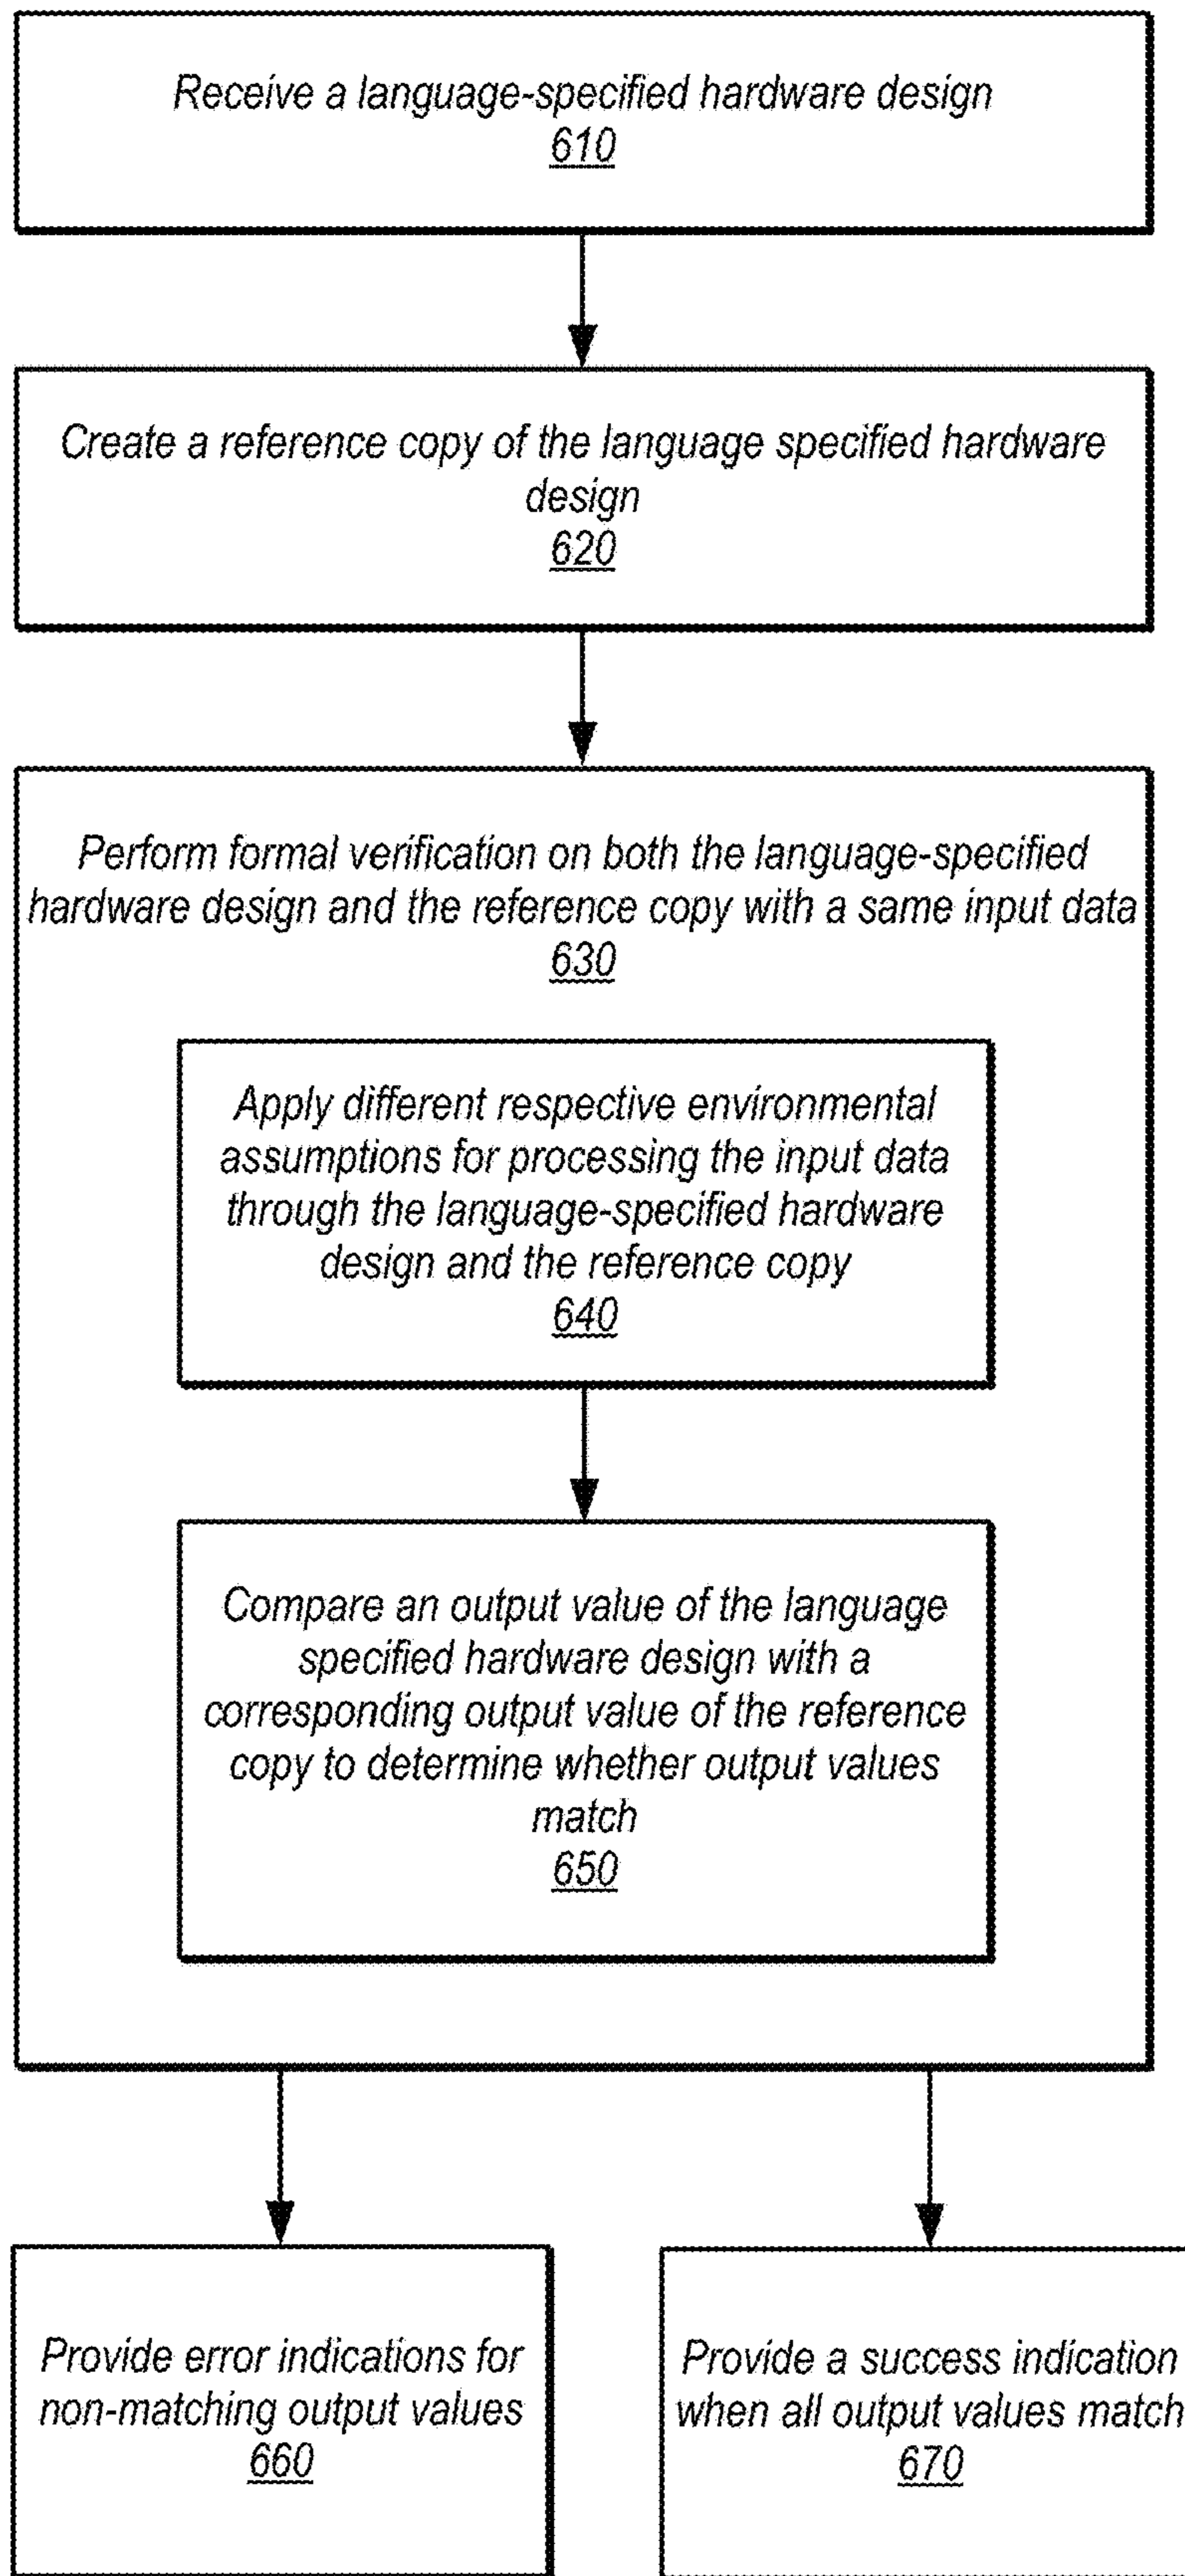 Receive a language-specified hardware design
610
Create a reference copy of the language specified hardware
design
620
Perform formal verification on both the language-specified
hardware design and the reference copy with a same input data
630
Apply different respective environmental
assumptions for processing the input data
through the language-specified hardware
design and the reference copy
640
Compare an output value of the language
specified hardware design with a
corresponding output value of the reference
copy to determine whether output values
match
650
Provide error indications for
non-matching output values
660
Provide a success indication
when all output values match
670